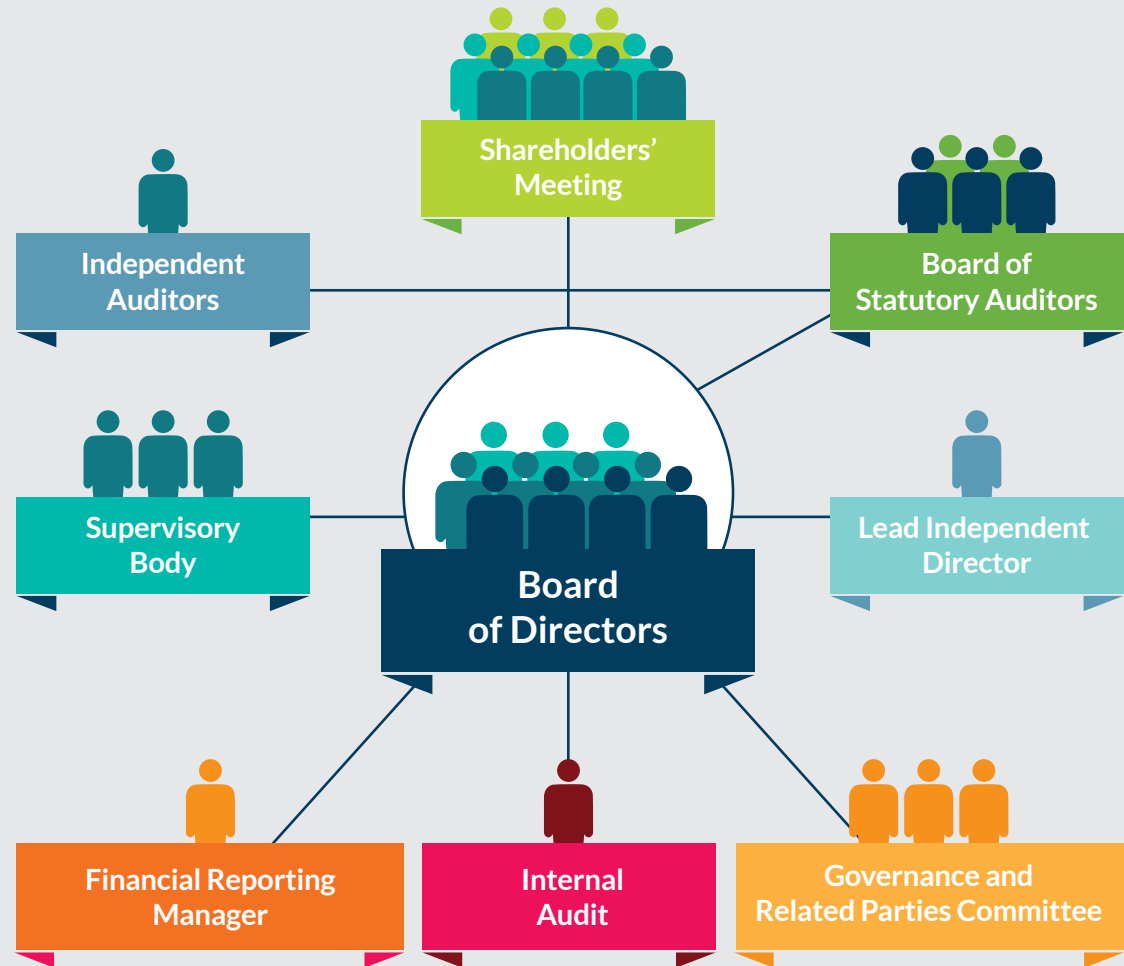 Shareholders’
Meeting
Independent
Auditors
Board of
Statutory Auditors
Supervisory
Body
Lead Independent
Director
Board
of Directors
Financial Reporting
Manager
Internal
Audit
Governance and
Related Parties Committee